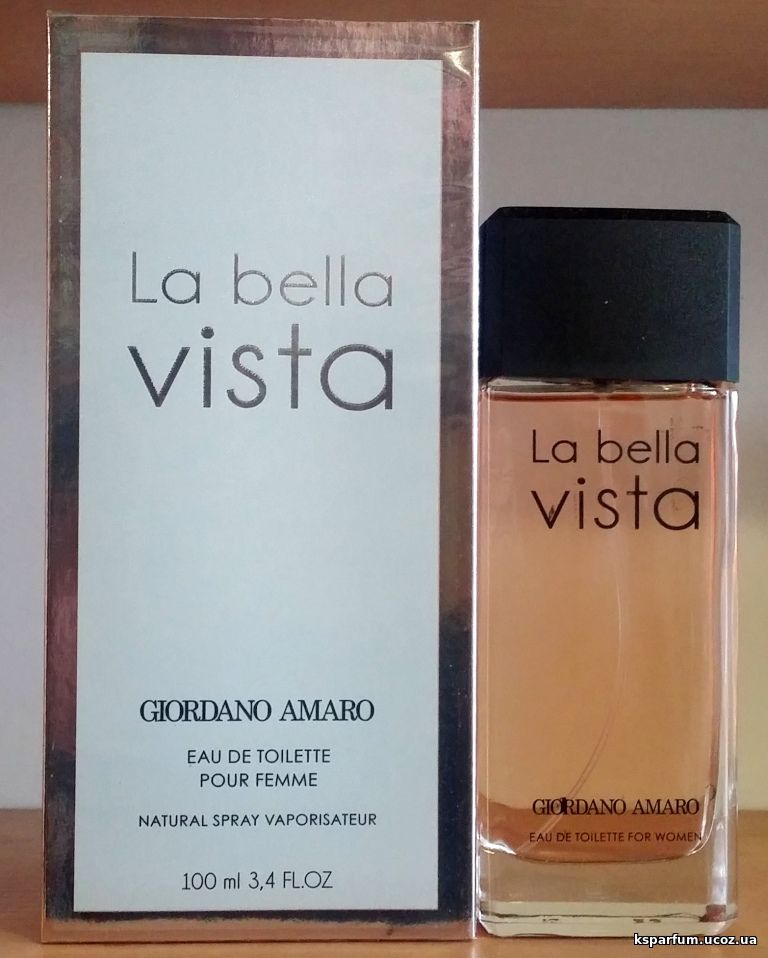 La bella
vista
GIORDANO AMARO
EAU DE TOILETTE
POUR FEMME
NATURAL SPRAY VAPORISATEUR
100 ml 3,4 FL.OZ
La bella
vista
GIORDANO AMARO
EAU DE TOILETTE FOR WOMEN
ksparfum.ucoz.ua